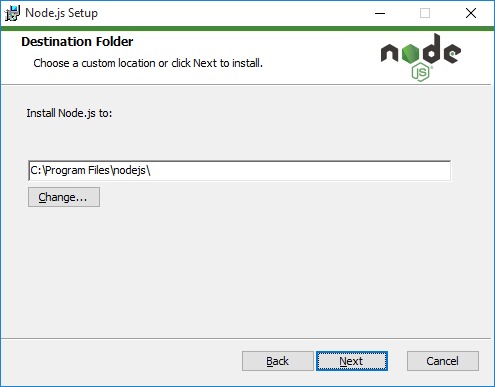 Node.js Setup
Destination Folder
Choose a custom location or click Next to install.
node
JS
Install Node.js to:
C:\Program Files\nodejs\
Change...
Back
Next
Cancel